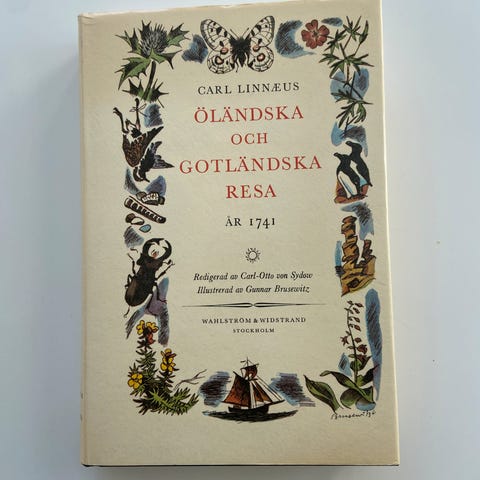 CARL LINNÆUS
ÖLÄNDSKA
OCH
GOTLÄNDSKA
RESA
ÅR 1741
Redigerad av Carl-Otto von Sydow
Illustrerad av Gunnar Brusewitz
WAHLSTRÖM & WIDSTRAND
STOCKHOLM